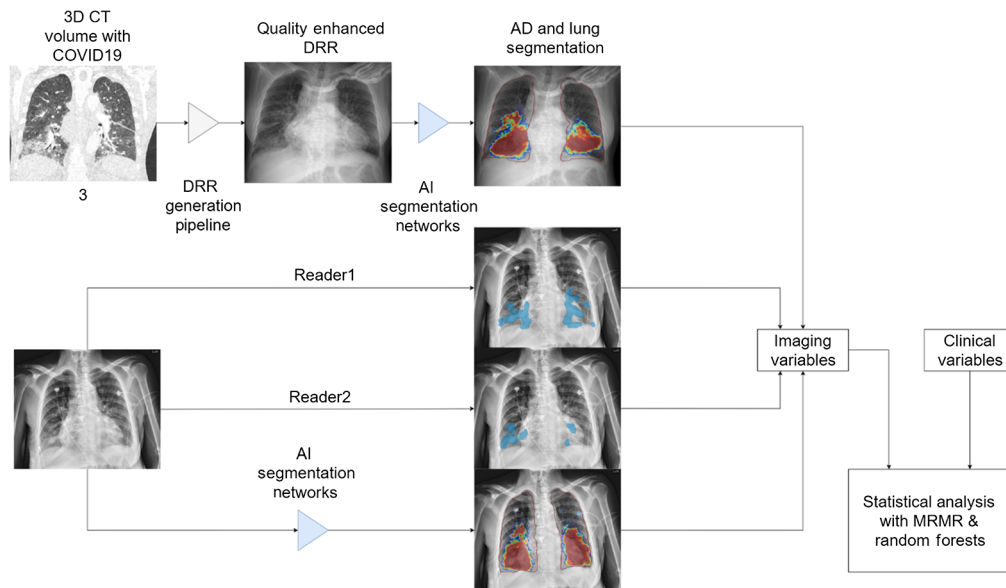 3D CT
volume with
COVID19
Quality enhanced
DRR
AD and lung
segmentation
3
DRR
generation
pipeline
AI
segmentation
networks
Reader1
Imaging
variables
Clinical
variables
Reader2
AI
segmentation
networks
Statistical analysis
with MRMR &
random forests